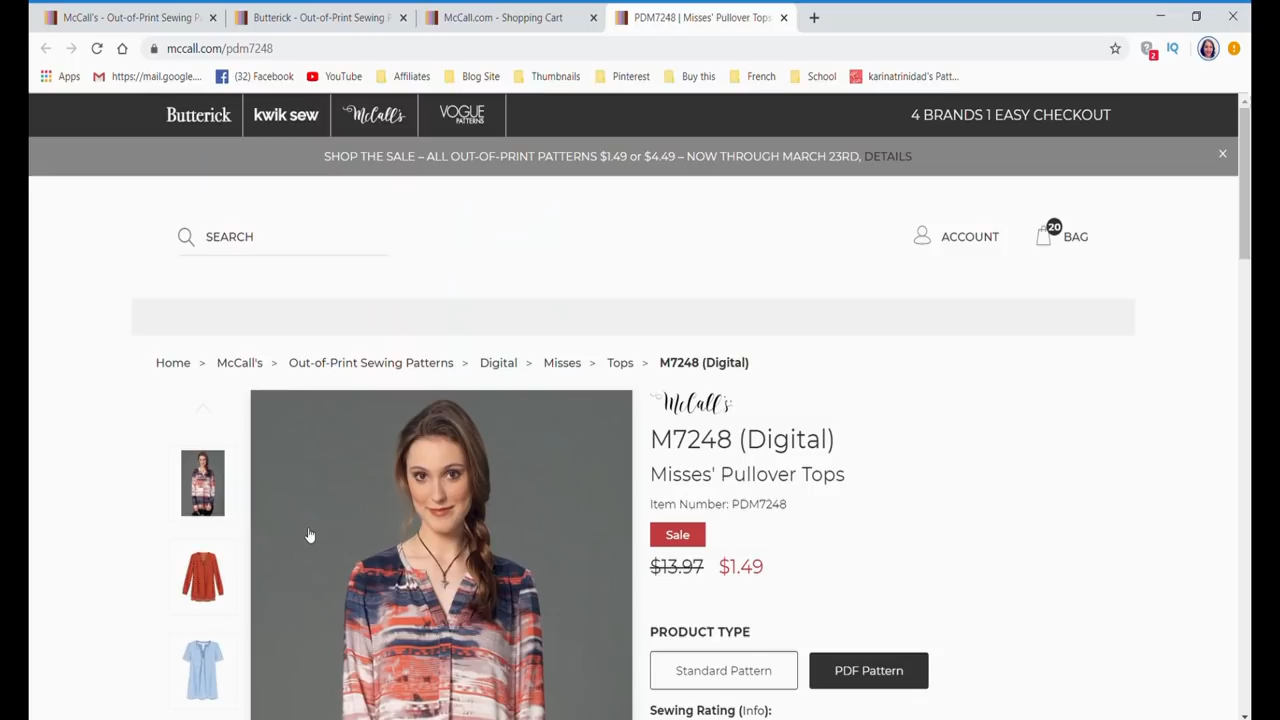 McCall's - Out-of-Print Sewing P
Butterick - Out-of-Print Sewing F
McCall.com - Shopping Cart
PDM7248 | Misses' Pullover Tops
mccall.com/pdm7248
2
IQ
Apps
https://mail.google....
(32) Facebook
YouTube
Affiliates
Blog Site
Thumbnails
Pinterest
Buy this
French
School
karinatrinidad's Patt...
Butterick
kwik sew
McCall's
VOGUE
PATTERNS
4 BRANDS 1 EASY CHECKOUT
SHOP THE SALE – ALL OUT-OF-PRINT PATTERNS $1.49 or $4.49 – NOW THROUGH MARCH 23RD, DETAILS
SEARCH
ACCOUNT
20
BAG
Home > McCall's > Out-of-Print Sewing Patterns > Digital > Misses > Tops > M7248 (Digital)
McCall's
M7248 (Digital)
Misses' Pullover Tops
Item Number: PDM7248
Sale
$13.97 $1.49
PRODUCT TYPE
Standard Pattern
PDF Pattern
Sewing Rating (Info):